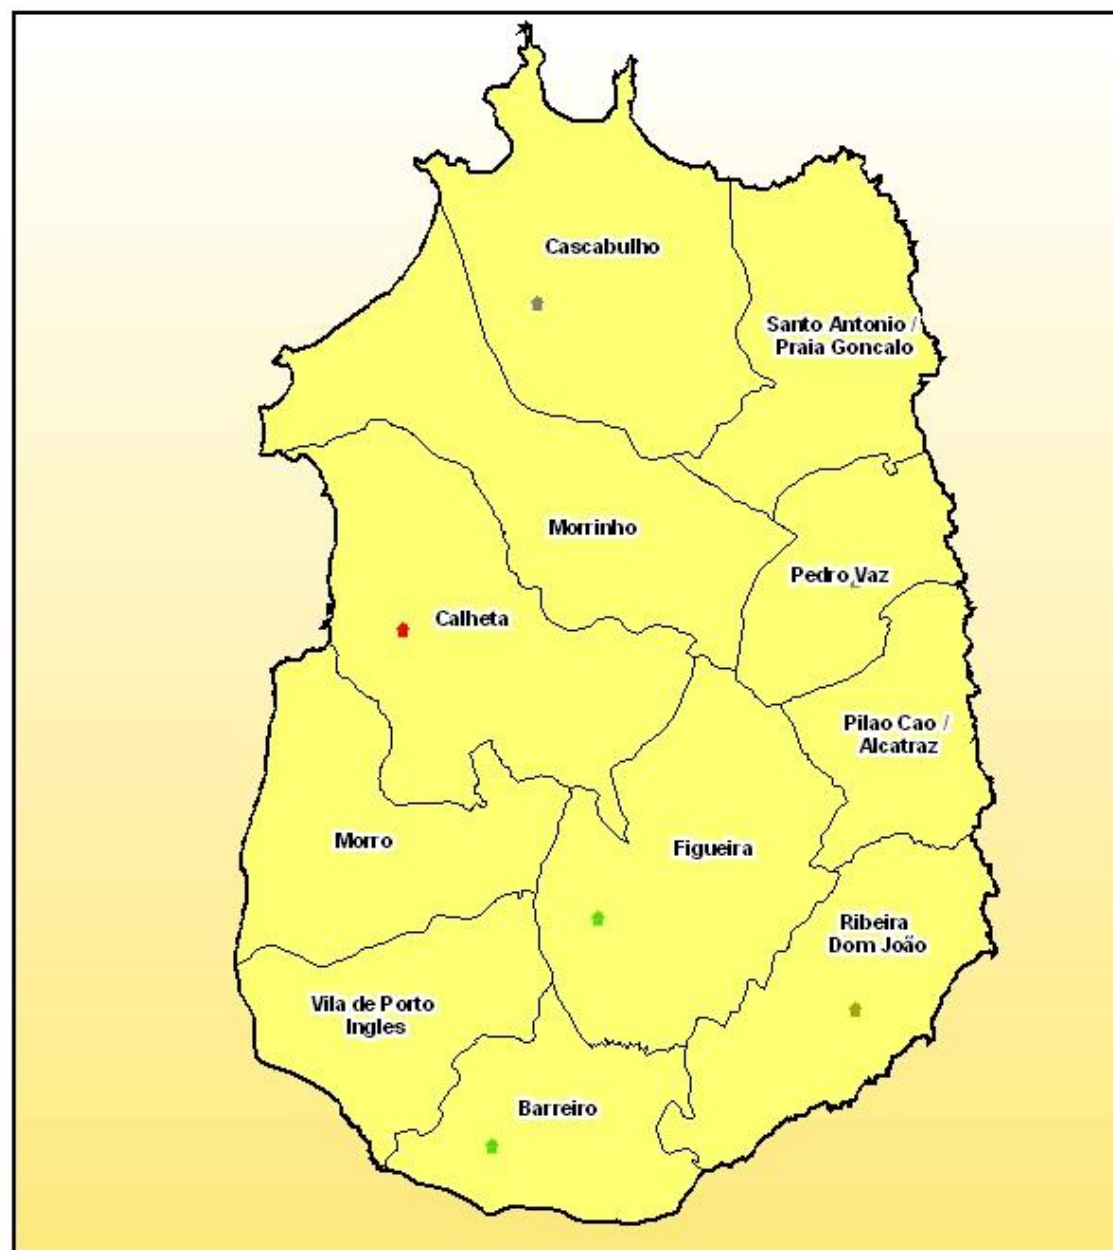 Cascabulho
Santo Antonio /
Praia Goncalo
Morrinho
Pedro Vaz
Calheta
Pilao Cao /
Alcatraz
Morro
Figueira
Ribeira
Dom João
Vila de Porto
Ingles
Barreiro